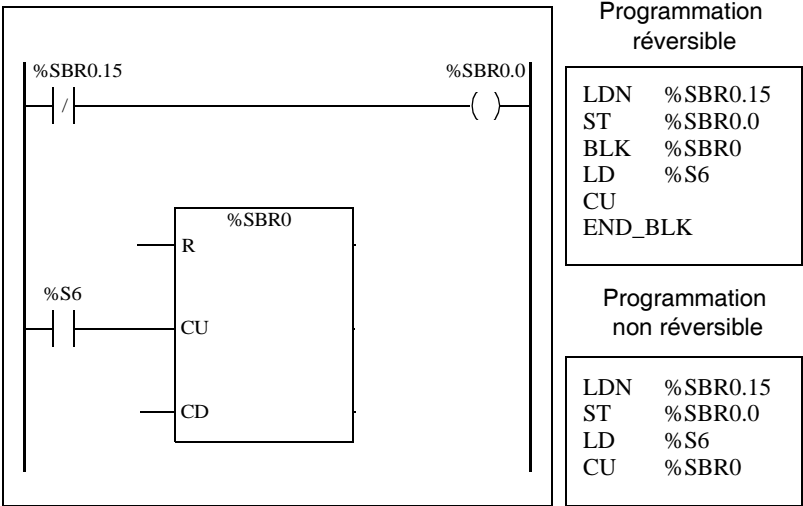 %SBR0.15 %SBR0.0
/
( )
%SBR0
R
%S6
CU
CD
Programmation
réversible
LDN %SBR0.15
ST %SBR0.0
BLK %SBR0
LD %S6
CU
END_BLK
Programmation
non réversible
LDN %SBR0.15
ST %SBR0.0
LD %S6
CU %SBR0